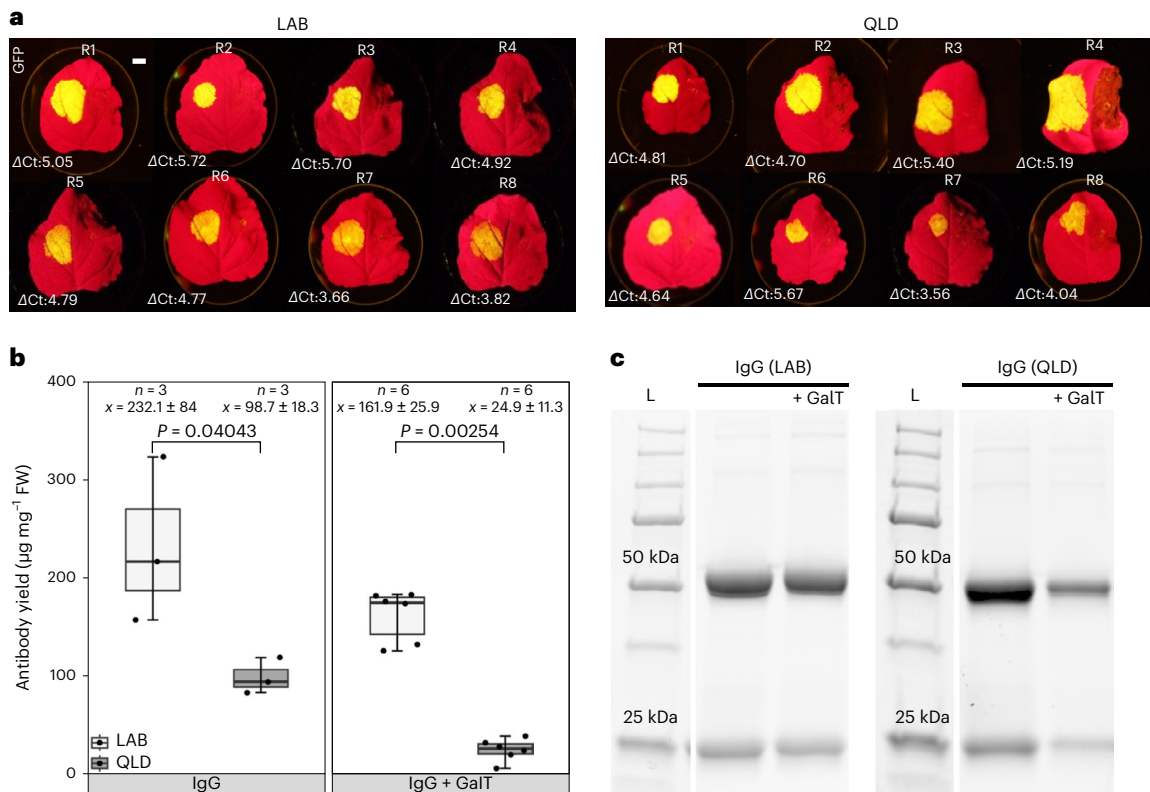 a
LAB
QLD
GFP
R1
R2
R3
R4
R1
R2
R3
R4
ΔCt:5.05
ΔCt:5.72
ΔCt:5.70
ΔCt:4.92
ΔCt:4.81
ΔCt:4.70
ΔCt:5.40
ΔCt:5.19
R5
R6
R7
R8
R5
R6
R7
R8
ΔCt:4.79
ΔCt:4.77
ΔCt:3.66
ΔCt:3.82
ΔCt:4.64
ΔCt:5.67
ΔCt:3.56
ΔCt:4.04
b
Antibody yield (µg mg⁻¹ FW)
400
300
200
100
0
n = 3
x = 232.1 ± 84
n = 3
x = 98.7 ± 18.3
P = 0.04043
n = 6
x = 161.9 ± 25.9
n = 6
x = 24.9 ± 11.3
P = 0.00254
LAB
QLD
IgG
IgG + GalT
c
IgG (LAB)
L
+ GalT
50 kDa
25 kDa
IgG (QLD)
L
+ GalT
50 kDa
25 kDa